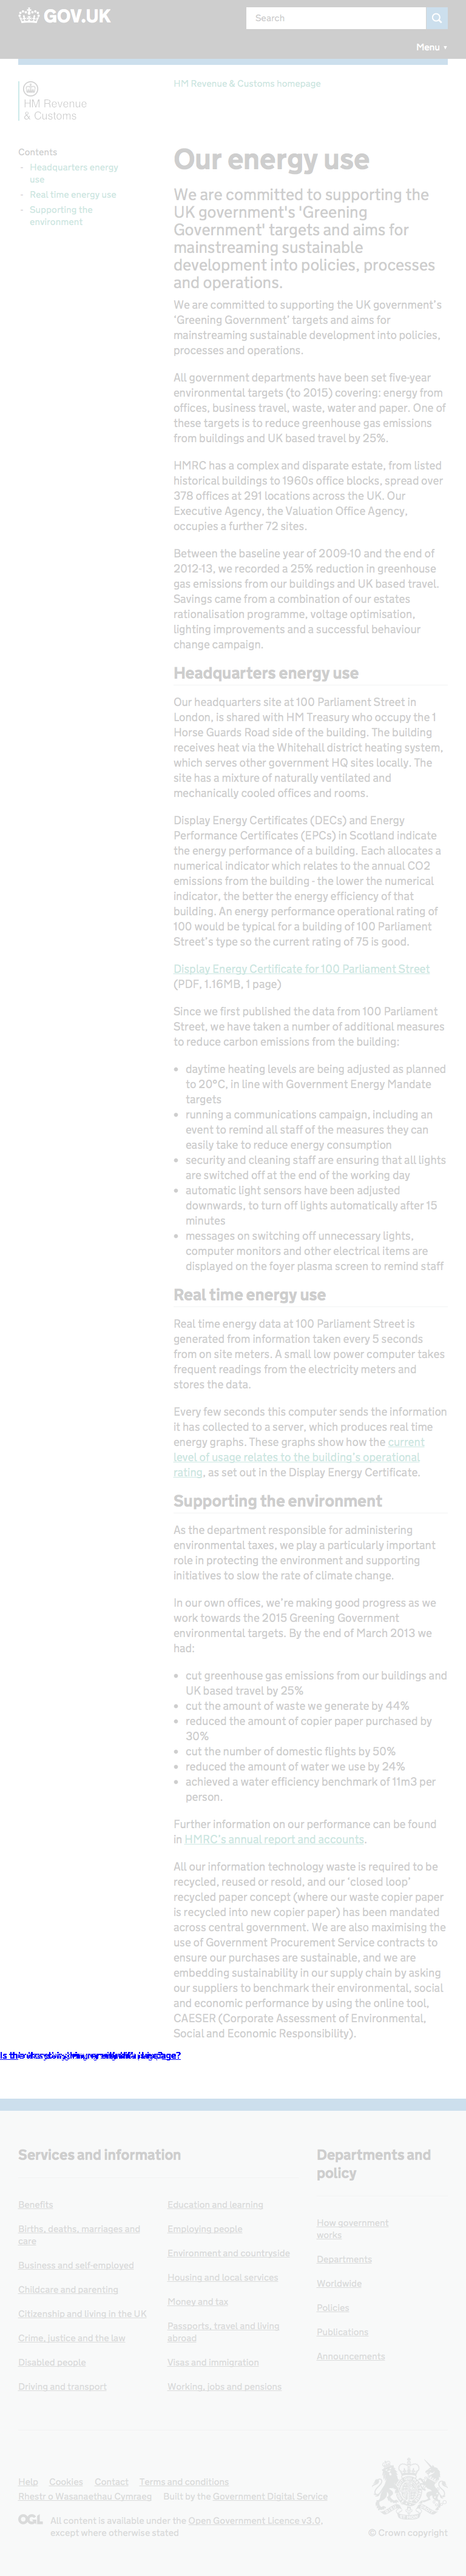 GOV.UK
Search
Menu
HM Revenue & Customs homepage
HM Revenue
& Customs
Contents
Headquarters energy
use
Real time energy use
Supporting the
environment
Our energy use
We are committed to supporting the
UK government's 'Greening
Government' targets and aims for
mainstreaming sustainable
development into policies, processes
and operations.
We are committed to supporting the UK government's
'Greening Government' targets and aims for
mainstreaming sustainable development into policies,
processes and operations.
All government departments have been set five-year
environmental targets (to 2015) covering: energy from
offices, business travel, waste, water and paper. One of
these targets is to reduce greenhouse gas emissions
from buildings and UK based travel by 25%.
HMRC has a complex and disparate estate, from listed
historical buildings to 1960s office blocks, spread over
378 offices at 291 locations across the UK. Our
Executive Agency, the Valuation Office Agency,
occupies a further 72 sites.
Between the baseline year of 2009-10 and the end of
2012-13, we recorded a 25% reduction in greenhouse
gas emissions from our buildings and UK based travel.
Savings came from a combination of our estates
rationalisation programme, voltage optimisation,
lighting improvements and a successful behaviour
change campaign.
Headquarters energy use
Our headquarters site at 100 Parliament Street in
London, is shared with HM Treasury who occupy the 1
Horse Guards Road side of the building. The building
receives heat via the Whitehall district heating system,
which serves other government HQ sites locally. The
site has a mixture of naturally ventilated and
mechanically cooled offices and rooms.
Display Energy Certificates (DECs) and Energy
Performance Certificates (EPCs) in Scotland indicate
the energy performance of a building. Each allocates a
numerical indicator which relates to the annual CO2
emissions from the building - the lower the numerical
indicator, the better the energy efficiency of that
building. An energy performance operational rating of
100 would be typical for a building of 100 Parliament
Street's type so the current rating of 75 is good.
Display Energy Certificate for 100 Parliament Street
(PDF, 1.16MB, 1 page)
Since we first published the data from 100 Parliament
Street, we have taken a number of additional measures
to reduce carbon emissions from the building:
daytime heating levels are being adjusted as planned
to 20°C, in line with Government Energy Mandate
targets
running a communications campaign, including an
event to remind all staff of the measures they can
easily take to reduce energy consumption
security and cleaning staff are ensuring that all lights
are switched off at the end of the working day
automatic light sensors have been adjusted
downwards, to turn off lights automatically after 15
minutes
messages on switching off unnecessary lights,
computer monitors and other electrical items are
displayed on the foyer plasma screen to remind staff
Real time energy use
Real time energy data at 100 Parliament Street is
generated from information taken every 5 seconds
from on site meters. A small low power computer takes
frequent readings from the electricity meters and
stores the data.
Every few seconds this computer sends the information
it has collected to a server, which produces real time
energy graphs. These graphs show how the current
level of usage relates to the building's operational
rating, as set out in the Display Energy Certificate.
Supporting the environment
As the department responsible for administering
environmental taxes, we play a particularly important
role in protecting the environment and supporting
initiatives to slow the rate of climate change.
In our own offices, we're making good progress as we
work towards the 2015 Greening Government
environmental targets. By the end of March 2013 we
had:
cut greenhouse gas emissions from our buildings and
UK based travel by 25%
cut the amount of waste we generate by 44%
reduced the amount of copier paper purchased by
30%
cut the number of domestic flights by 50%
reduced the amount of water we use by 24%
achieved a water efficiency benchmark of 11m3 per
person.
Further information on our performance can be found
in HMRC's annual report and accounts.
All our information technology waste is required to be
recycled, reused or resold, and our 'closed loop'
recycled paper concept (where our waste copier paper
is recycled into new copier paper) has been mandated
across central government. We are also maximising the
use of Government Procurement Service contracts to
ensure our purchases are sustainable, and we are
embedding sustainability in our supply chain by asking
our suppliers to benchmark their environmental, social
and economic performance by using the online tool,
CAESER (Corporate Assessment of Environmental,
Social and Economic Responsibility).
Services and information
Benefits
Births, deaths, marriages and
care
Business and self-employed
Childcare and parenting
Citizenship and living in the UK
Crime, justice and the law
Disabled people
Driving and transport
Education and learning
Employing people
Environment and countryside
Housing and local services
Money and tax
Passports, travel and living
abroad
Visas and immigration
Working, jobs and pensions
Departments and
policy
How government
works
Departments
Worldwide
Policies
Publications
Announcements
Help Cookies Contact Terms and conditions
Rhestr o Wasanaethau Cymraeg Built by the Government Digital Service
OGL All content is available under the Open Government Licence v3.0,
except where otherwise stated
© Crown copyright